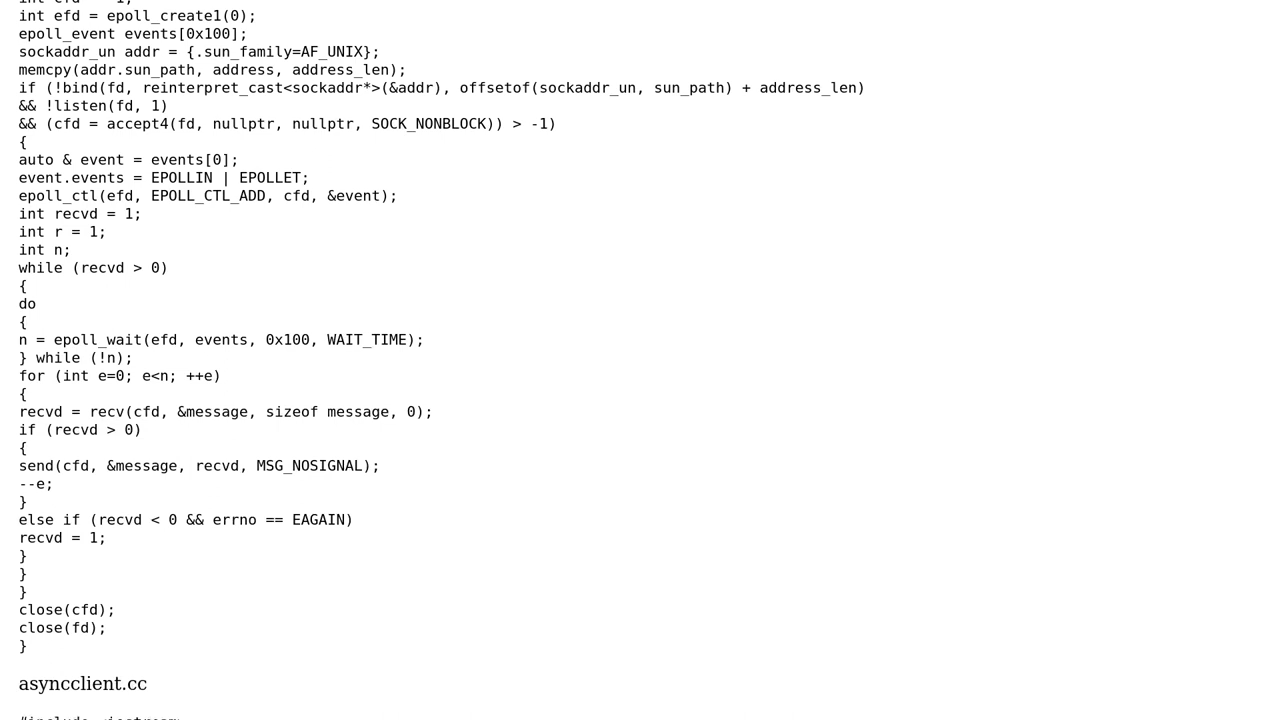 int cfd = -1;
int efd = epoll_create1(0);
epoll_event events[0x100];
sockaddr_un addr = {.sun_family=AF_UNIX};
memcpy(addr.sun_path, address, address_len);
if (!bind(fd, reinterpret_cast<sockaddr*>(&addr), offsetof(sockaddr_un, sun_path) + address_len)
&& !listen(fd, 1)
&& (cfd = accept4(fd, nullptr, nullptr, SOCK_NONBLOCK)) > -1)
{
auto & event = events[0];
event.events = EPOLLIN | EPOLLET;
epoll_ctl(efd, EPOLL_CTL_ADD, cfd, &event);
int recvd = 1;
int r = 1;
int n;
while (recvd > 0)
{
do
{
n = epoll_wait(efd, events, 0x100, WAIT_TIME);
} while (!n);
for (int e=0; e<n; ++e)
{
recvd = recv(cfd, &message, sizeof message, 0);
if (recvd > 0)
{
send(cfd, &message, recvd, MSG_NOSIGNAL);
--e;
}
else if (recvd < 0 && errno == EAGAIN)
recvd = 1;
}
}
}
close(cfd);
close(fd);
}
asyncclient.cc
#include <iostream>